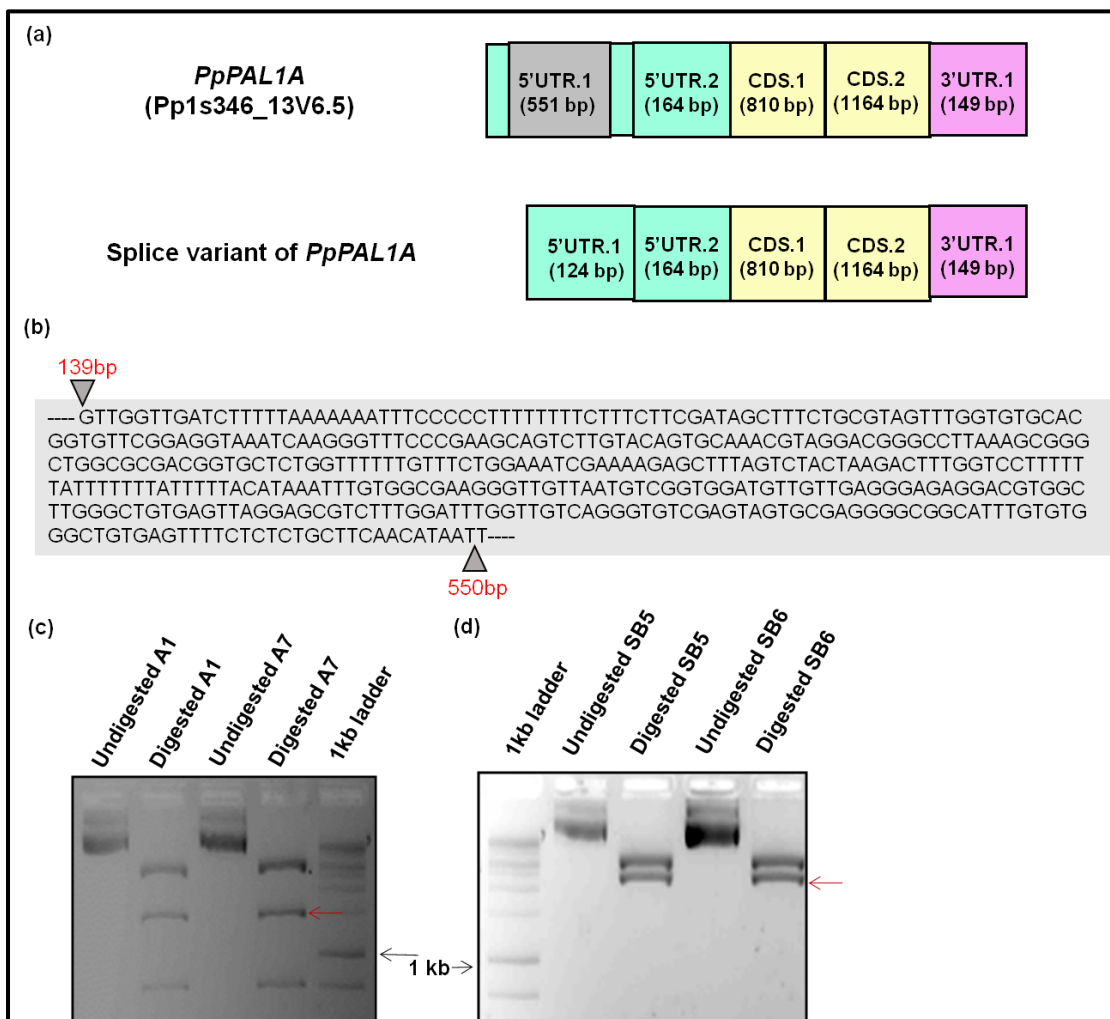 (a)
PpPAL1A
(Pp1s346_13V6.5)
5'UTR.1
(551 bp)
5'UTR.2
(164 bp)
CDS.1
(810 bp)
CDS.2
(1164 bp)
3'UTR.1
(149 bp)
Splice variant of PpPAL1A
5'UTR.1
(124 bp)
5'UTR.2
(164 bp)
CDS.1
(810 bp)
CDS.2
(1164 bp)
3'UTR.1
(149 bp)
(b)
139bp
----GTTGGTTGATCTTTTTAAAAAAATTTCCCCCTTTTTTTTCTTTCTTCGATAGCTTTCTGCGTAGTTTGGTGTGCAC
GGTGTTCGGAGGTAAATCAAGGGTTTCCCGAAGCAGTCTTGTACAGTGCAAACGTAGGACGGGCCTTAAAGCGGG
CTGGCGCGACGGTGCTCTGGTTTTTTGTTTCTGGAAATCGAAAAGAGCTTTAGTCTACTAAGACTTTGGTCCTTTTT
TATTTTTTTATTTTTACATAAATTTGTGGCGAAGGGTTGTTAATGTCGGTGGATGTTGTTGAGGGAGAGGACGTGGC
TTGGGCTGTGAGTTAGGAGCGTCTTTGGATTTGGTTGTCAGGGTGTCGAGTAGTGCGAGGGGCGGCATTTGTGTG
GGCTGTGAGTTTTCTCTCTGCTTCAACATAATT----
550bp
(c)
Undigested A1
Digested A1
Undigested A7
Digested A7
1kb ladder
(d)
1kb ladder
Undigested SB5
Digested SB5
Undigested SB6
Digested SB6
1 kb